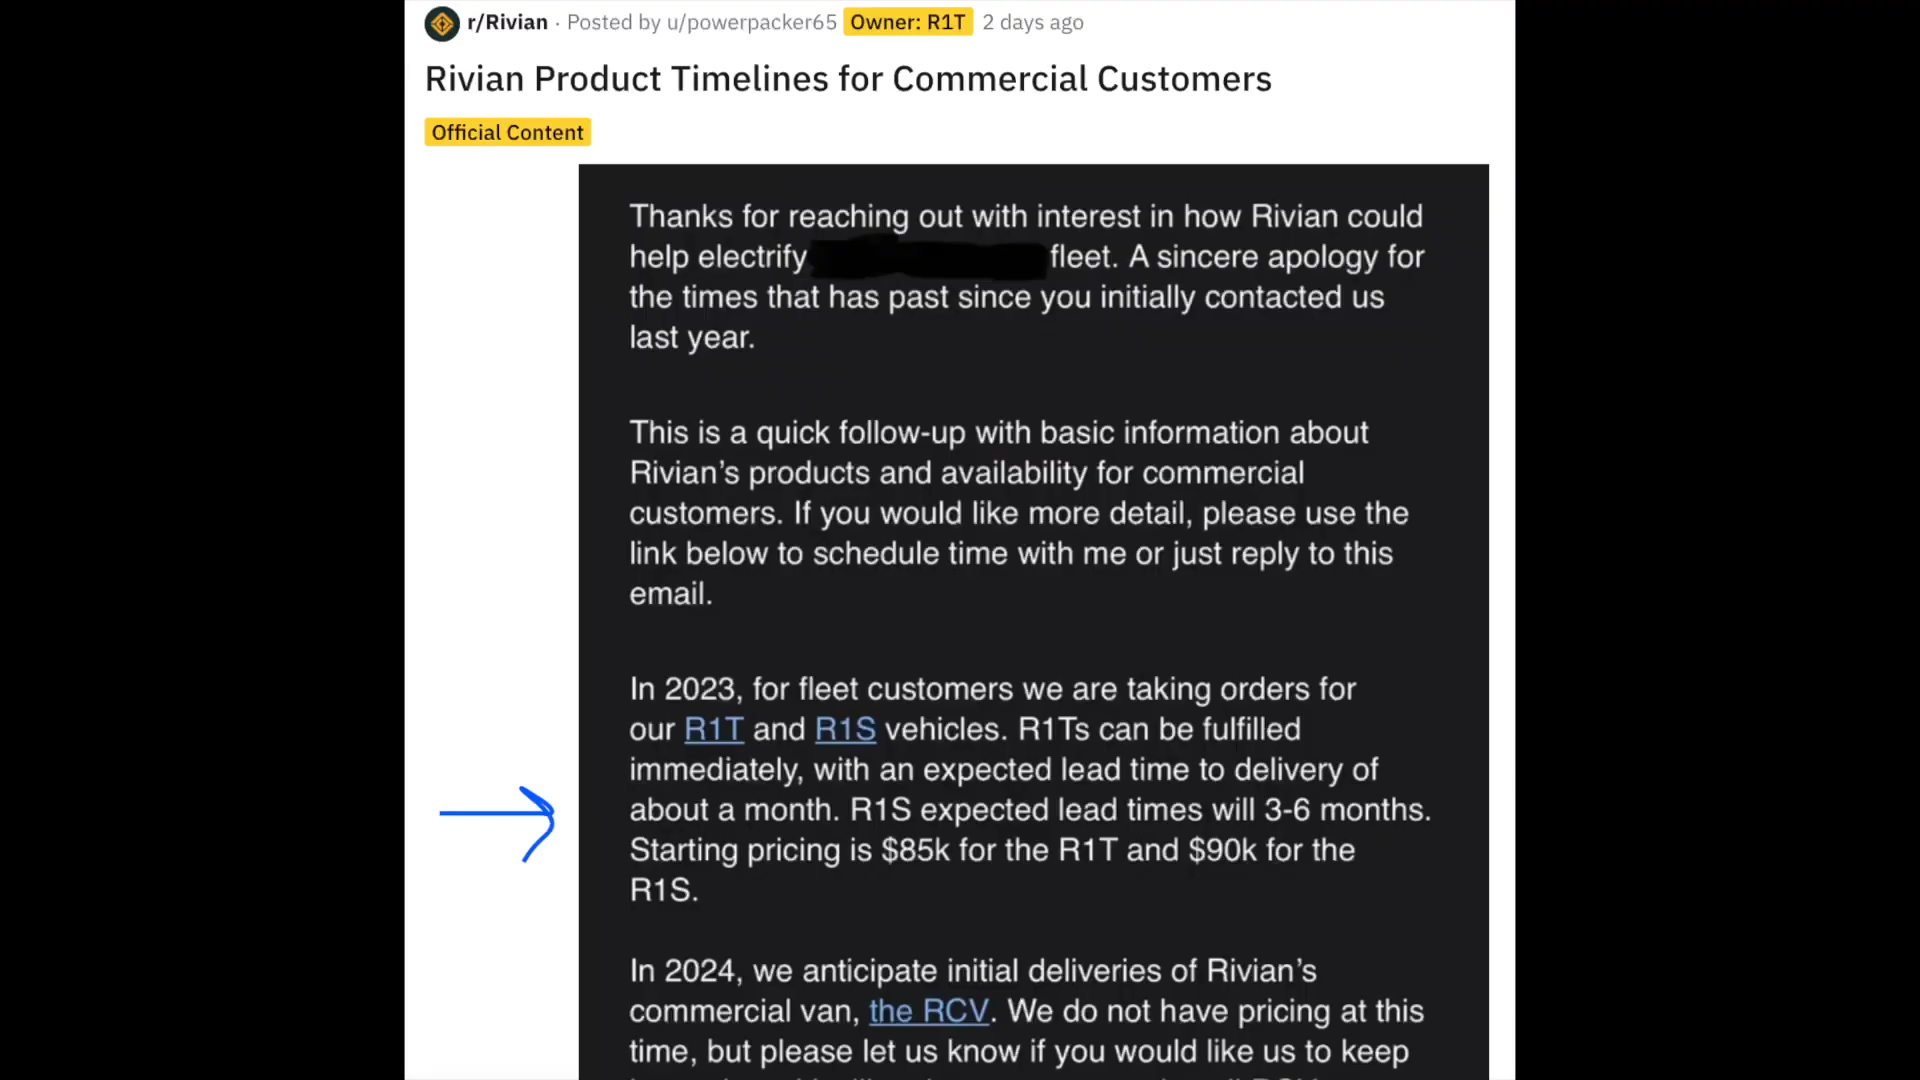 r/Rivian · Posted by u/powerpacker65 Owner: R1T 2 days ago
Rivian Product Timelines for Commercial Customers
Official Content
Thanks for reaching out with interest in how Rivian could
help electrify fleet. A sincere apology for
the times that has past since you initially contacted us
last year.
This is a quick follow-up with basic information about
Rivian’s products and availability for commercial
customers. If you would like more detail, please use the
link below to schedule time with me or just reply to this
email.
In 2023, for fleet customers we are taking orders for
our R1T and R1S vehicles. R1Ts can be fulfilled
immediately, with an expected lead time to delivery of
about a month. R1S expected lead times will 3-6 months.
Starting pricing is $85k for the R1T and $90k for the
R1S.
In 2024, we anticipate initial deliveries of Rivian’s
commercial van, the RCV. We do not have pricing at this
time, but please let us know if you would like us to keep